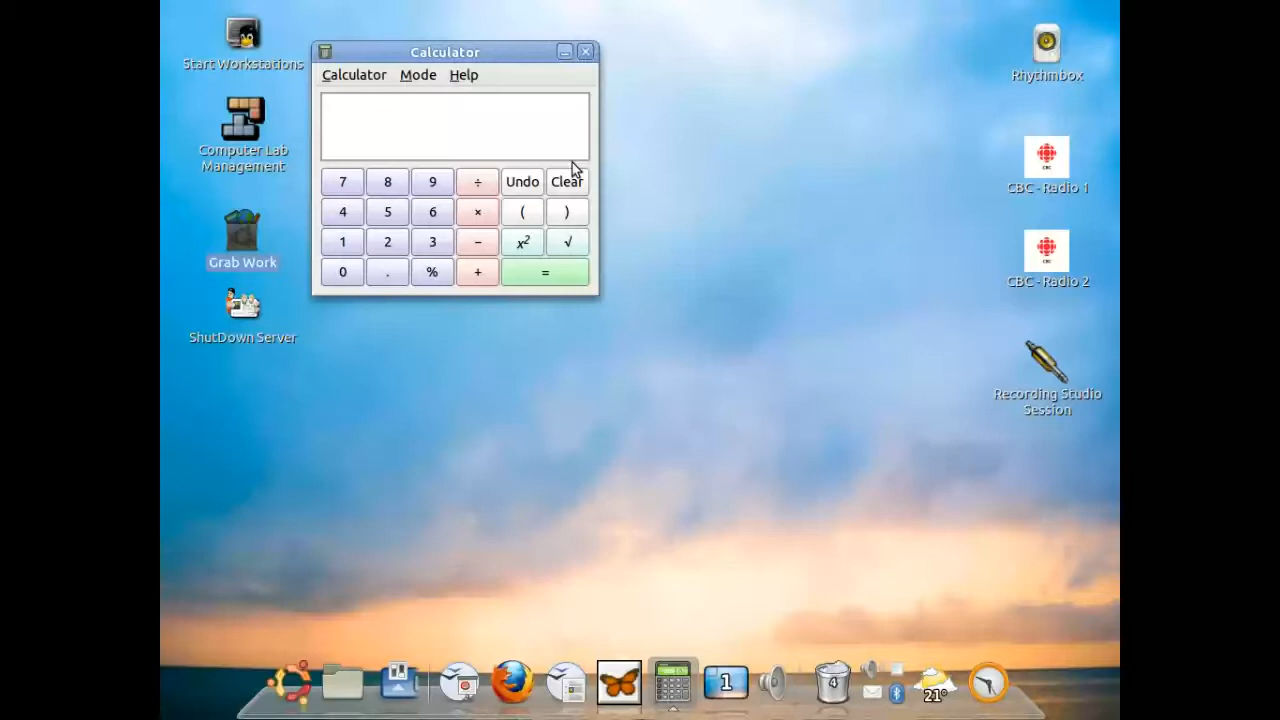 Start Workstations
Computer Lab
Management
Grab Work
ShutDown Server
Calculator
Calculator Mode Help
7 8 9 ÷ Undo Clear
4 5 6 × ( )
1 2 3 − x² √
0 . % + =
Rhythmbox
CBC
CBC - Radio 1
CBC
CBC - Radio 2
Recording Studio
Session
1
4
21°